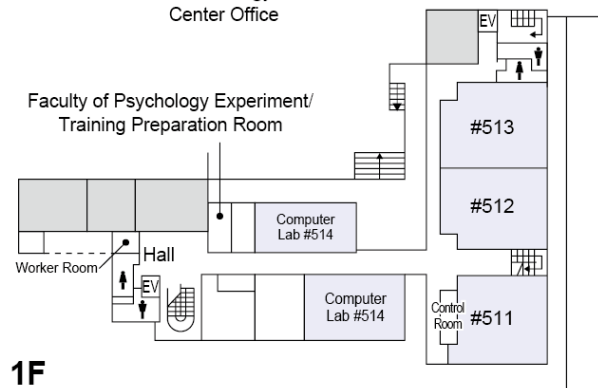 Center Office
EV
Faculty of Psychology Experiment/
Training Preparation Room
#513
#512
Computer
Lab #514
Hall
Worker Room
EV
Computer
Lab #514
Control
Room
#511
1F